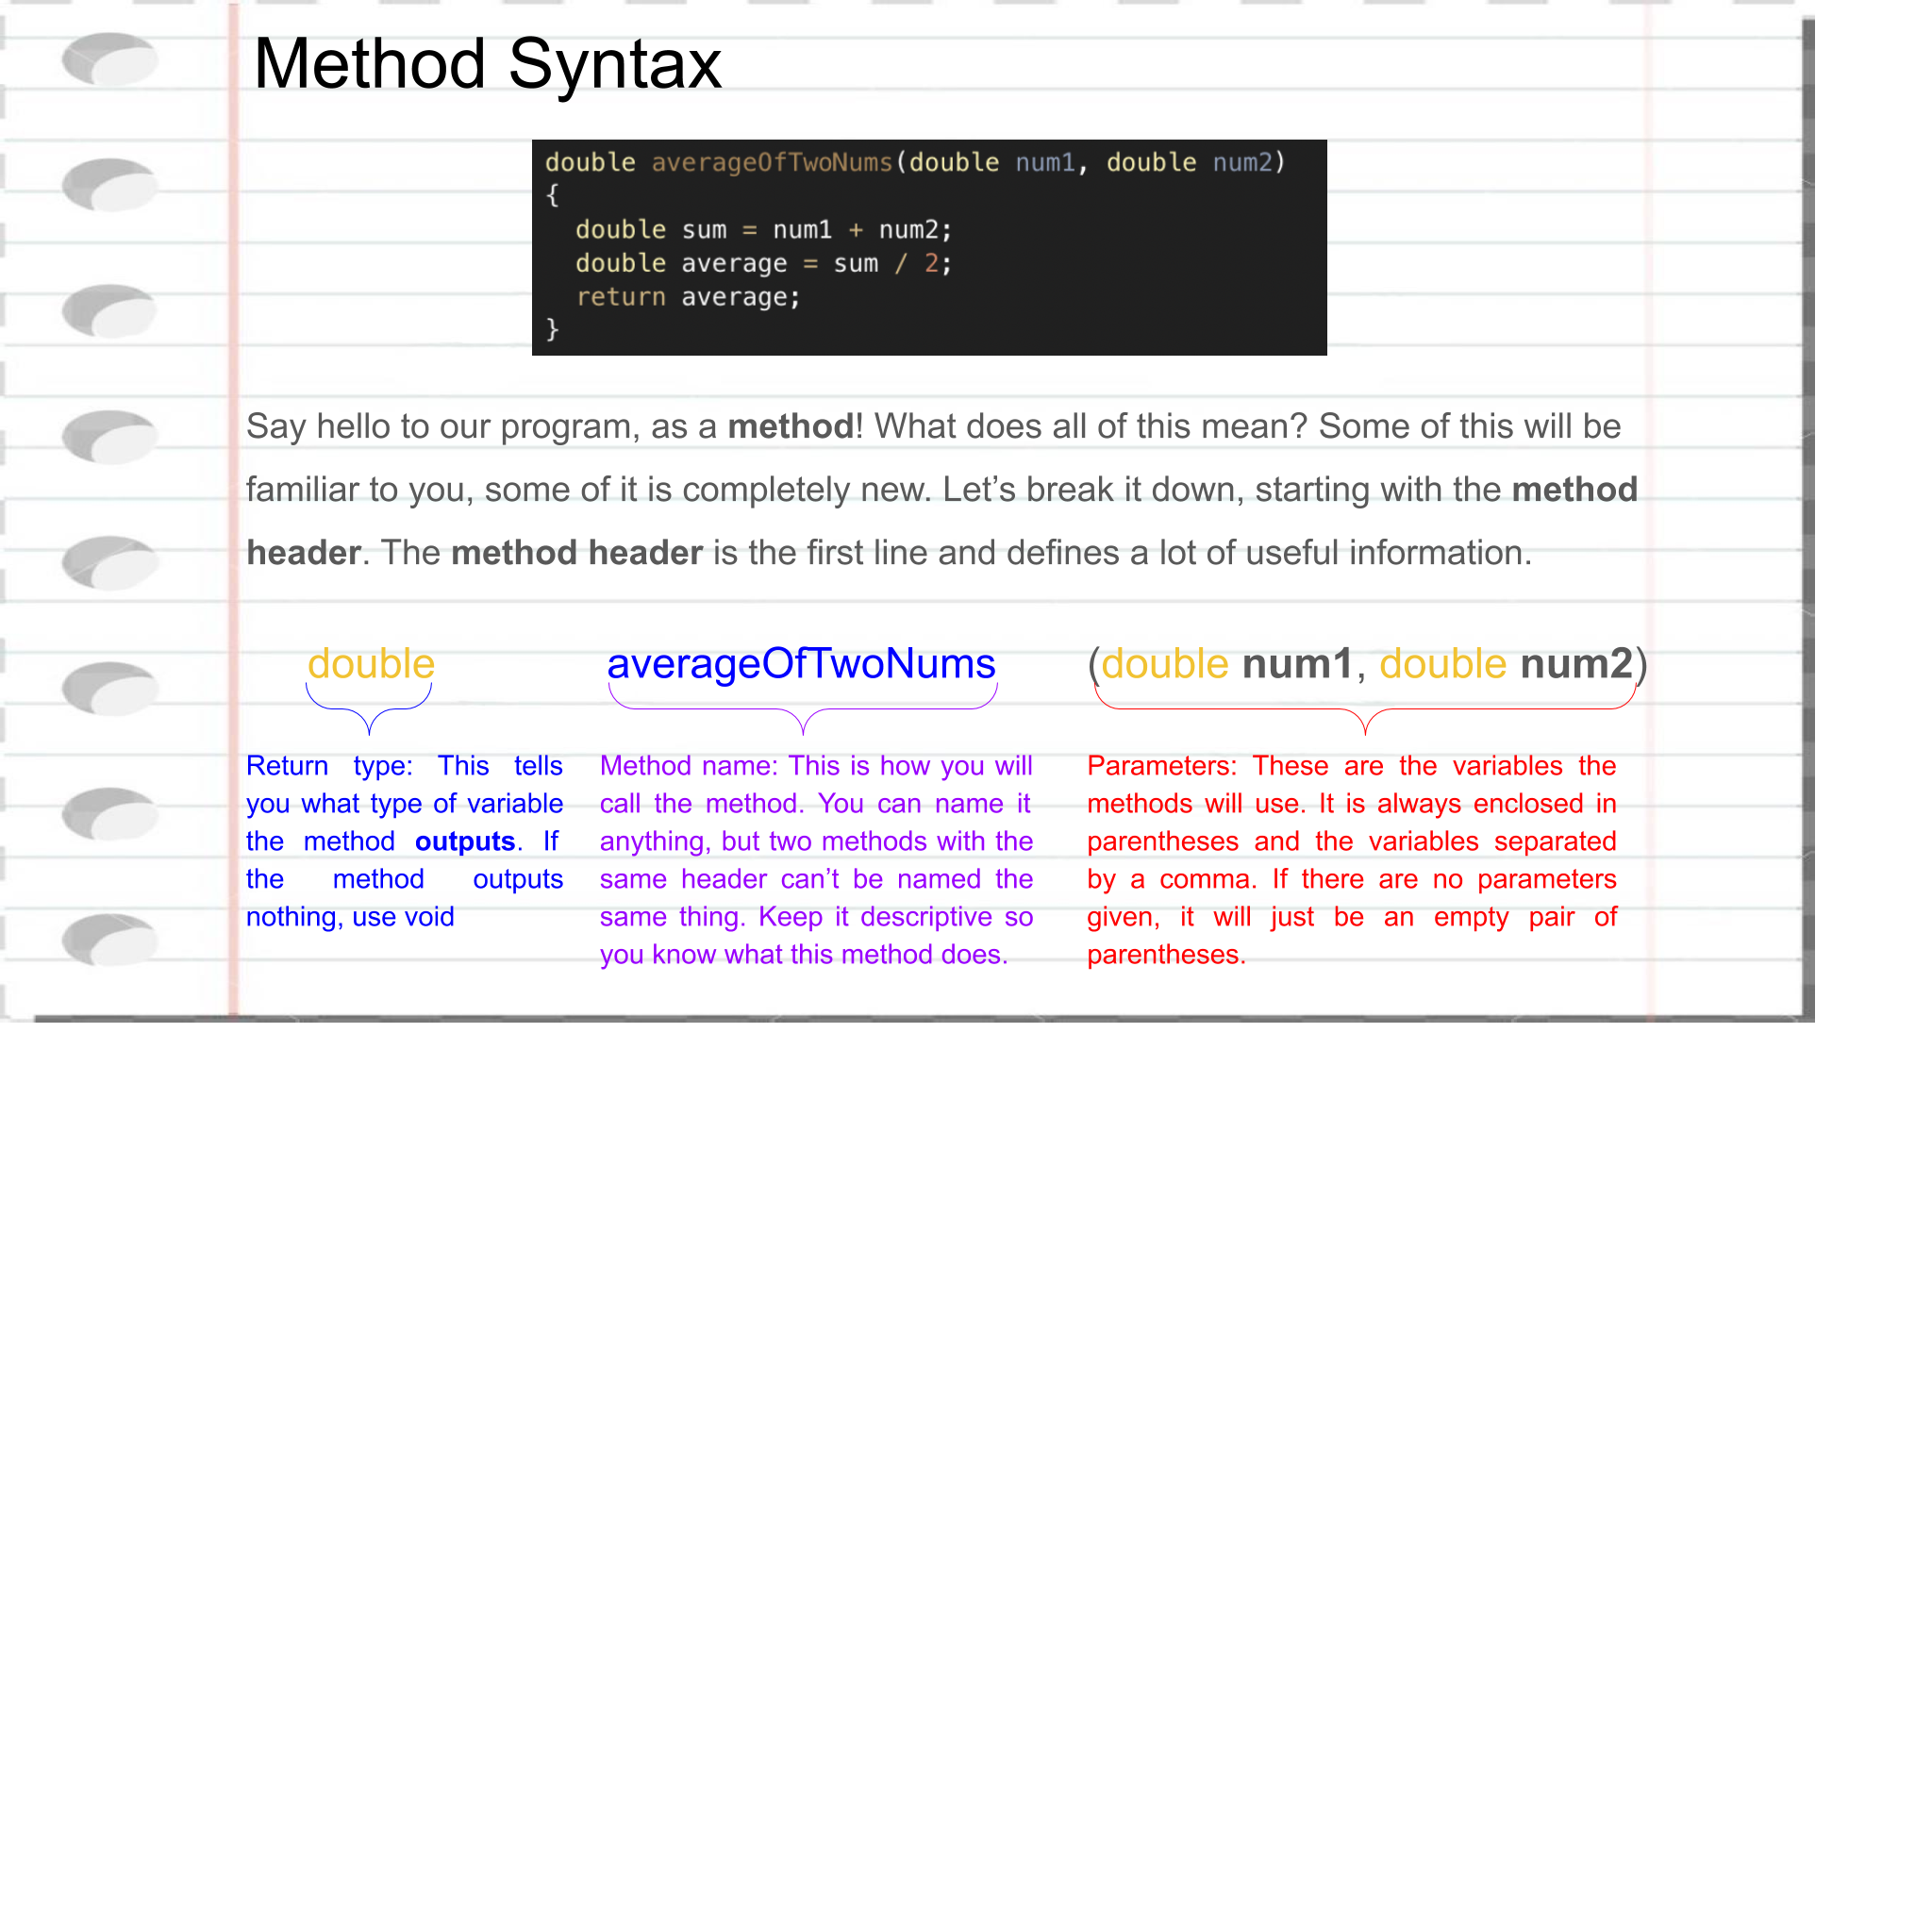 Method Syntax
double averageOfTwoNums(double num1, double num2)
{
  double sum = num1 + num2;
  double average = sum / 2;
  return average;
}
Say hello to our program, as a method! What does all of this mean? Some of this will be
familiar to you, some of it is completely new. Let’s break it down, starting with the method
header. The method header is the first line and defines a lot of useful information.
double averageOfTwoNums (double num1, double num2)
Return type: This tells
you what type of variable
the method outputs. If
the method outputs
nothing, use void
Method name: This is how you will
call the method. You can name it
anything, but two methods with the
same header can’t be named the
same thing. Keep it descriptive so
you know what this method does.
Parameters: These are the variables the
methods will use. It is always enclosed in
parentheses and the variables separated
by a comma. If there are no parameters
given, it will just be an empty pair of
parentheses.